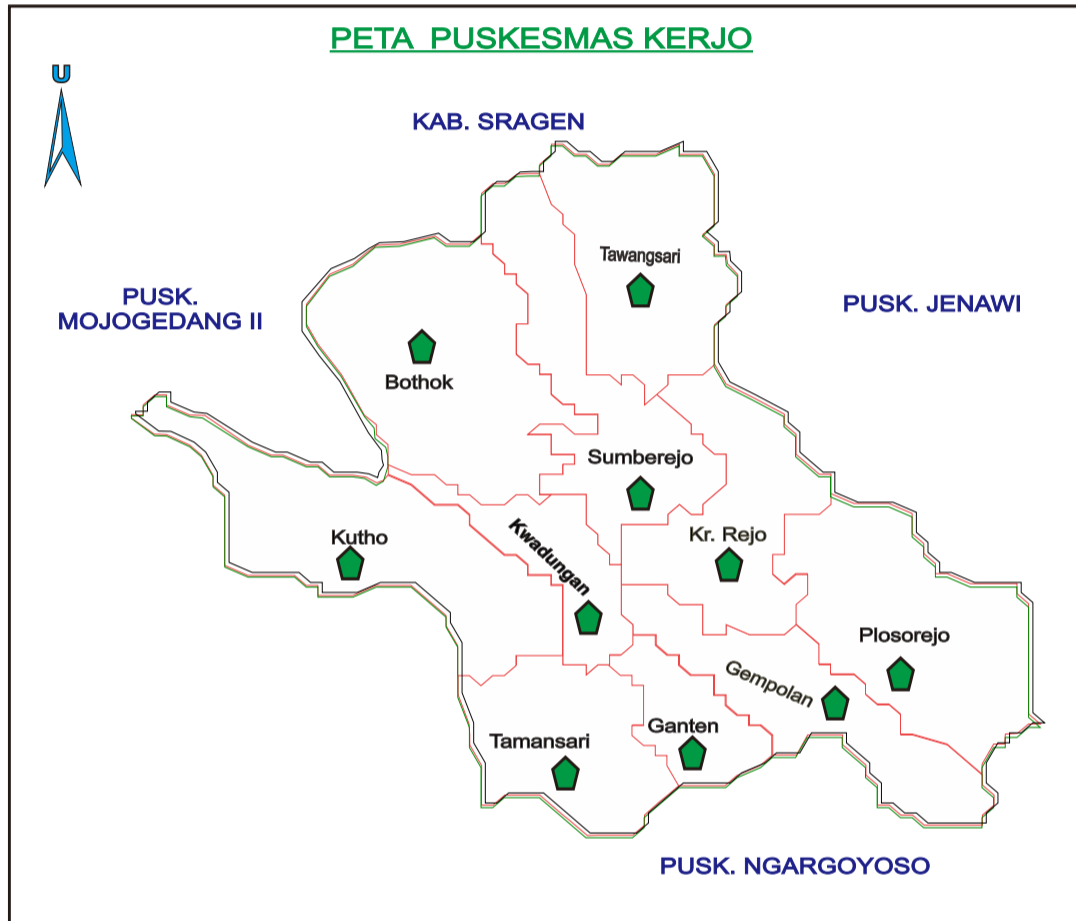 PETA PUSKESMAS KERJO
U
KAB. SRAGEN
Tawangsari
PUSK.
MOJOGEDANG II
PUSK. JENAWI
Bothok
Sumberejo
Kutho
Kwadungan
Kr. Rejo
Plosorejo
Gempolan
Ganten
Tamansari
PUSK. NGARGOYOSO